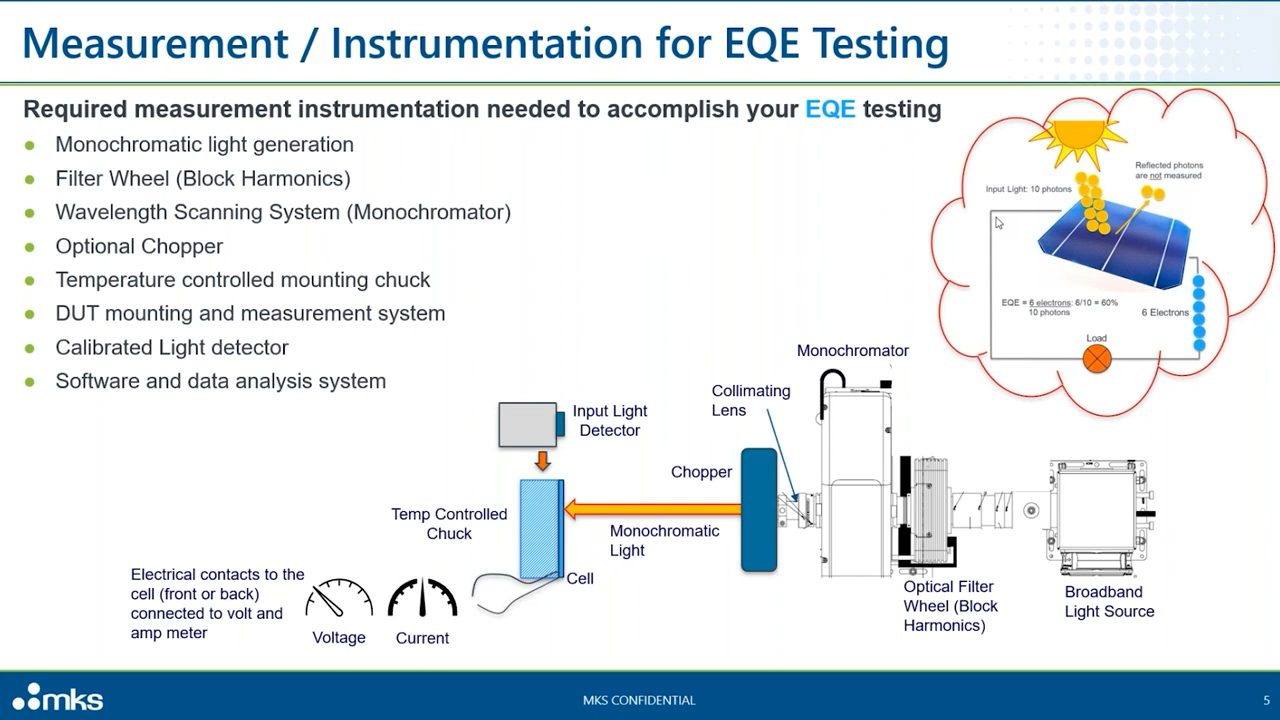 Measurement / Instrumentation for EQE Testing
Required measurement instrumentation needed to accomplish your EQE testing
Monochromatic light generation
Filter Wheel (Block Harmonics)
Wavelength Scanning System (Monochromator)
Optional Chopper
Temperature controlled mounting chuck
DUT mounting and measurement system
Calibrated Light detector
Software and data analysis system
Reflected photons
are not measured
Input Light: 10 photons
EQE = 6 electrons: 6/10 = 60%
10 photons
6 Electrons
Load
Monochromator
Collimating
Lens
Input Light
Detector
Chopper
Temp Controlled
Chuck
Monochromatic
Light
Cell
Electrical contacts to the
cell (front or back)
connected to volt and
amp meter
Voltage
Current
Optical Filter
Wheel (Block
Harmonics)
Broadband
Light Source
mks
MKS CONFIDENTIAL
5